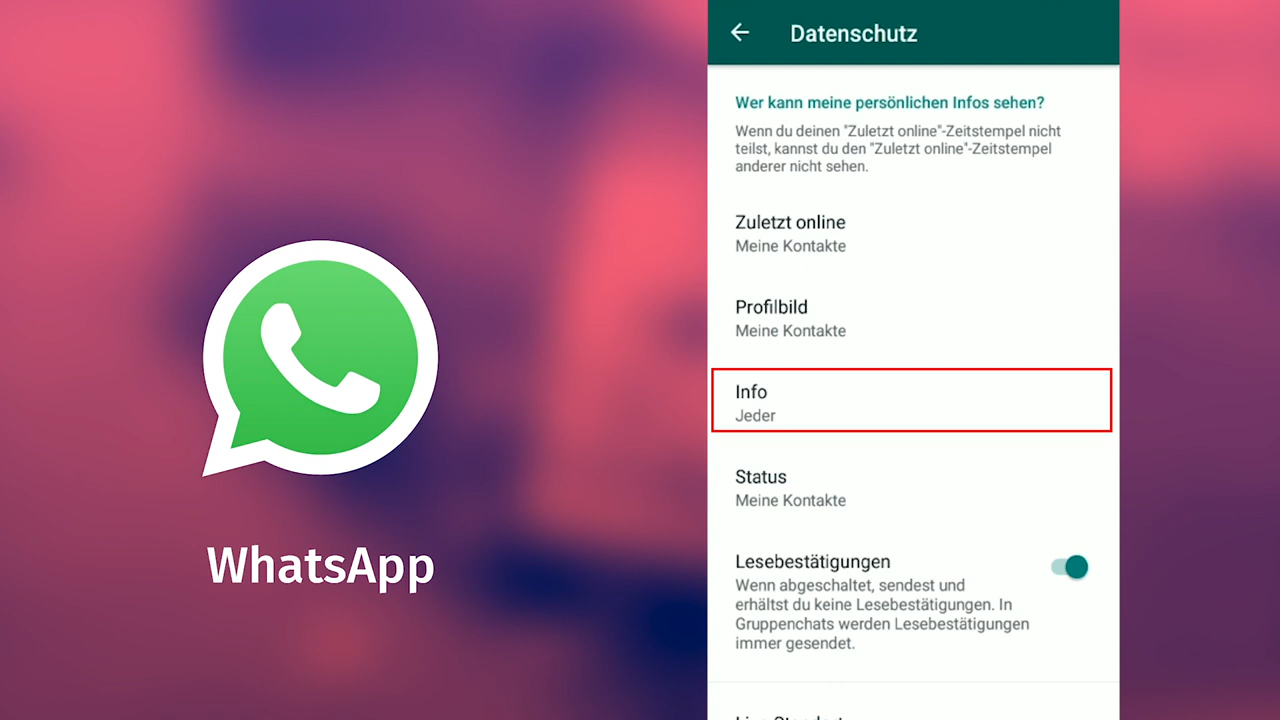 WhatsApp
Datenschutz
Wer kann meine persönlichen Infos sehen?
Wenn du deinen "Zuletzt online"-Zeitstempel nicht
teilst, kannst du den "Zuletzt online"-Zeitstempel
anderer nicht sehen.
Zuletzt online
Meine Kontakte
Profilbild
Meine Kontakte
Info
Jeder
Status
Meine Kontakte
Lesebestätigungen
Wenn abgeschaltet, sendest und
erhältst du keine Lesebestätigungen. In
Gruppenchats werden Lesebestätigungen
immer gesendet.